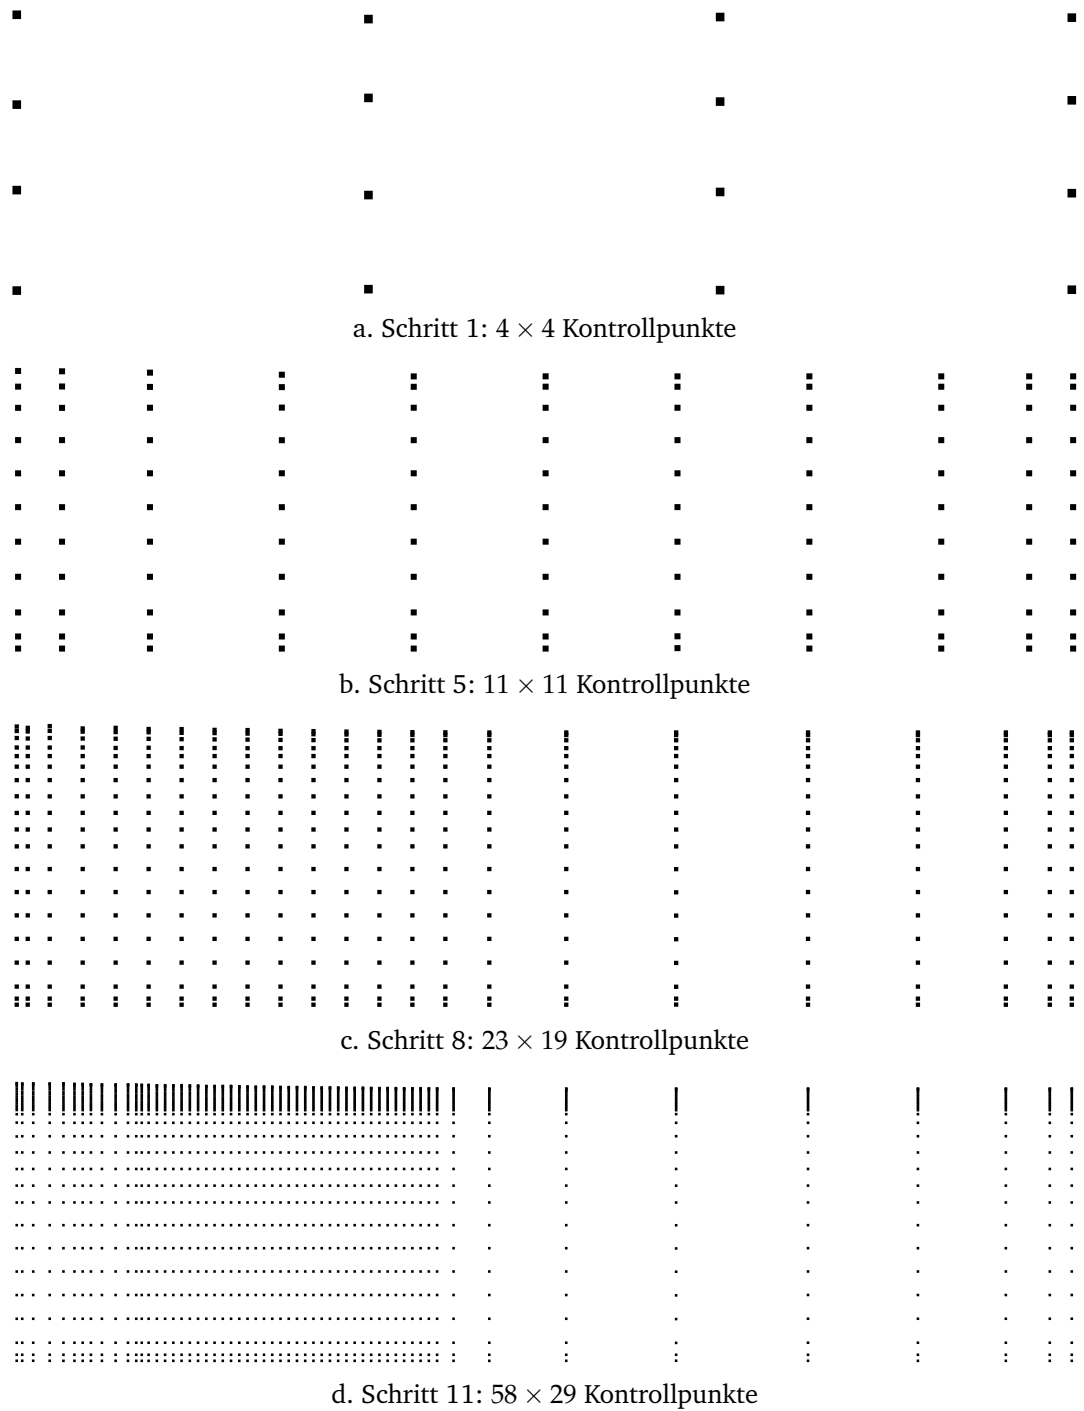 a. Schritt 1: 4 × 4 Kontrollpunkte
b. Schritt 5: 11 × 11 Kontrollpunkte
c. Schritt 8: 23 × 19 Kontrollpunkte
d. Schritt 11: 58 × 29 Kontrollpunkte